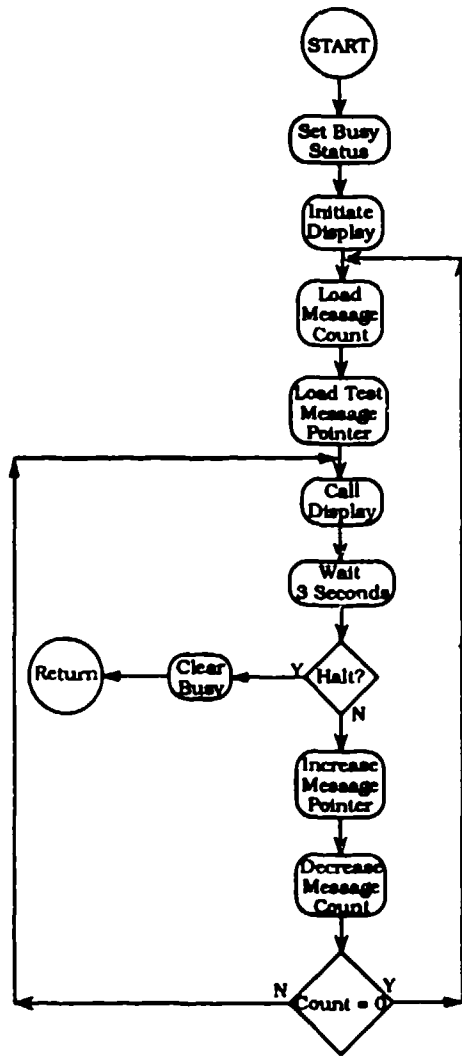 START
Set Busy
Status
Initiate
Display
Load
Message
Count
Load Test
Message
Pointer
Call
Display
Wait
3 Seconds
Return
Clear
Busy
Y
Halt?
N
Increase
Message
Pointer
Decrease
Message
Count
N
Count = 0
Y